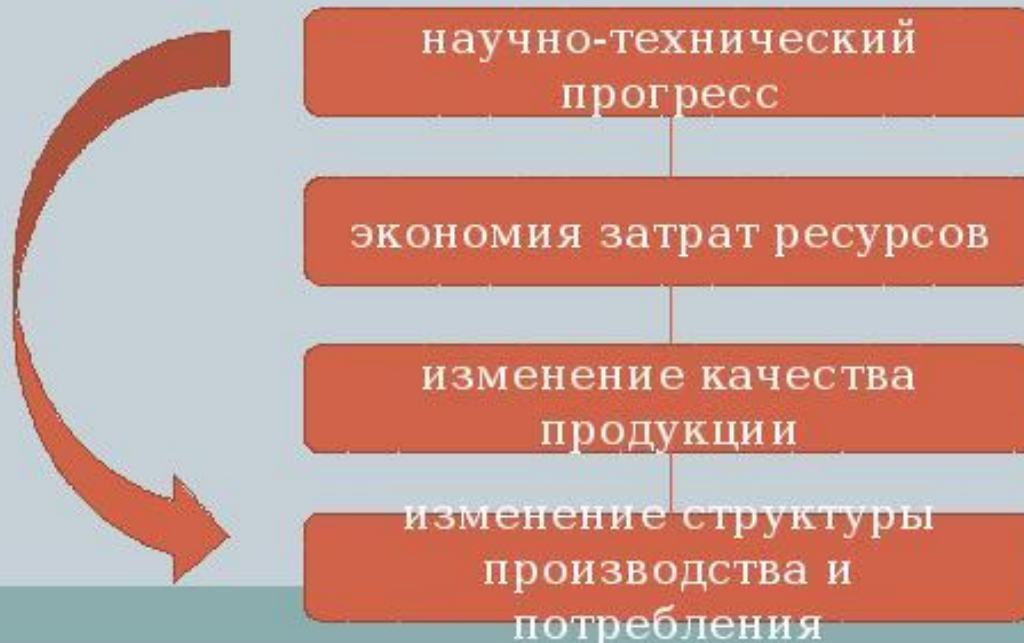 научно-технический
прогресс
экономия затрат ресурсов
изменение качества
продукции
изменение структуры
производства и
потребления